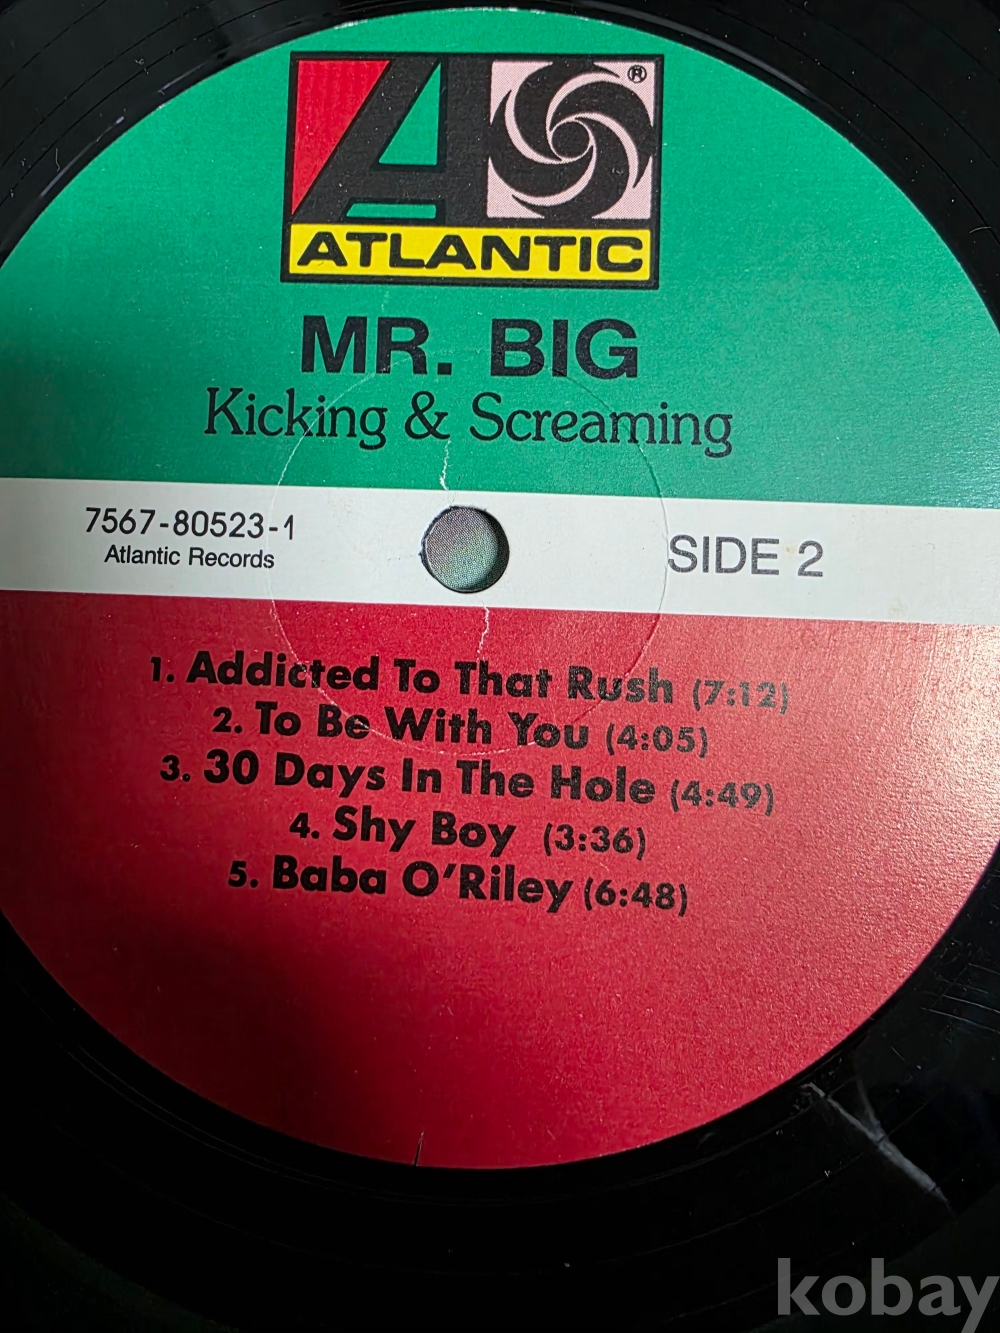 ®
ATLANTIC
MR. BIG
Kicking & Screaming
7567-80523-1
Atlantic Records
SIDE 2
1. Addicted To That Rush (7:12)
2. To Be With You (4:05)
3. 30 Days In The Hole (4:49)
4. Shy Boy (3:36)
5. Baba O'Riley (6:48)
kobay